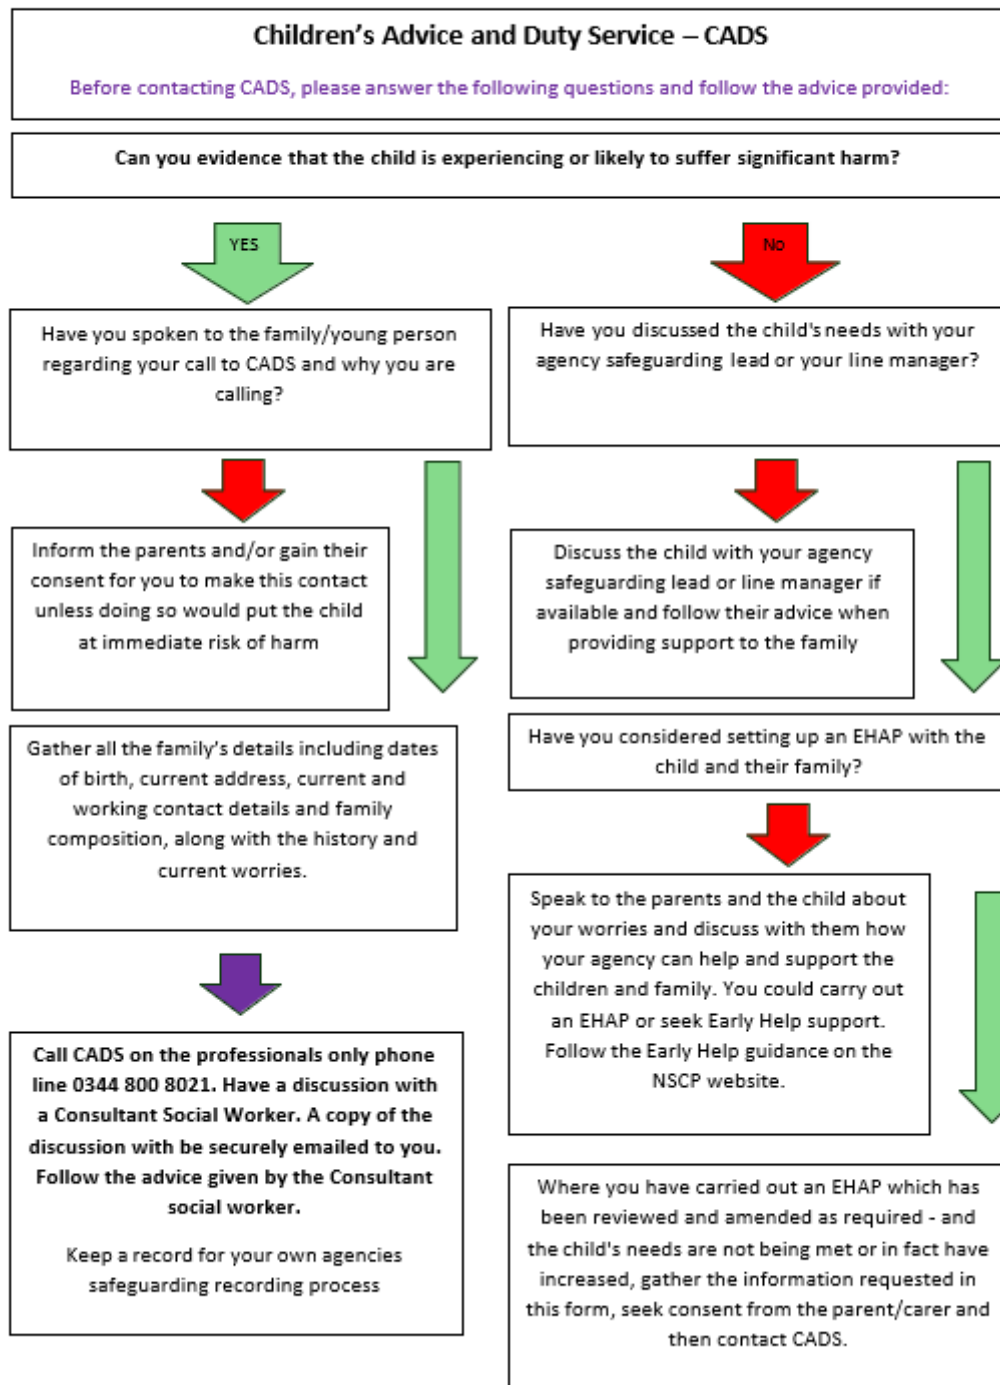 Children's Advice and Duty Service – CADS
Before contacting CADS, please answer the following questions and follow the advice provided:
Can you evidence that the child is experiencing or likely to suffer significant harm?
YES
No
Have you spoken to the family/young person
regarding your call to CADS and why you are
calling?
Have you discussed the child's needs with your
agency safeguarding lead or your line manager?
Inform the parents and/or gain their
consent for you to make this contact
unless doing so would put the child
at immediate risk of harm
Discuss the child with your agency
safeguarding lead or line manager if
available and follow their advice when
providing support to the family
Gather all the family's details including dates
of birth, current address, current and
working contact details and family
composition, along with the history and
current worries.
Have you considered setting up an EHAP with the
child and their family?
Speak to the parents and the child about
your worries and discuss with them how
your agency can help and support the
children and family. You could carry out
an EHAP or seek Early Help support.
Follow the Early Help guidance on the
NSCP website.
Call CADS on the professionals only phone
line 0344 800 8021. Have a discussion with
a Consultant Social Worker. A copy of the
discussion with be securely emailed to you.
Follow the advice given by the Consultant
social worker.
Keep a record for your own agencies
safeguarding recording process
Where you have carried out an EHAP which has
been reviewed and amended as required - and
the child's needs are not being met or in fact have
increased, gather the information requested in
this form, seek consent from the parent/carer and
then contact CADS.